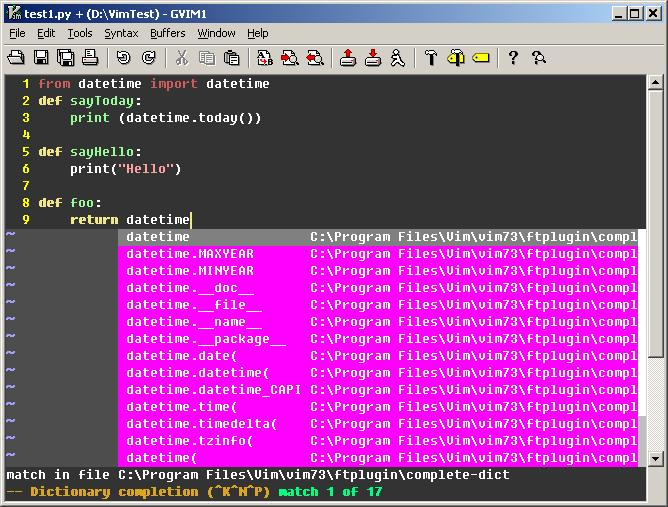 test1.py + (D:\VimTest) - GVIM1
File Edit Tools Syntax Buffers Window Help
1 from datetime import datetime
2 def sayToday:
3     print (datetime.today())
4
5 def sayHello:
6     print("Hello")
7
8 def foo:
9     return datetime
~ datetime C:\Program Files\Vim\vim73\ftplugin\compl
~ datetime.MAXYEAR C:\Program Files\Vim\vim73\ftplugin\compl
~ datetime.MINYEAR C:\Program Files\Vim\vim73\ftplugin\compl
~ datetime.__doc__ C:\Program Files\Vim\vim73\ftplugin\compl
~ datetime.__file__ C:\Program Files\Vim\vim73\ftplugin\compl
~ datetime.__name__ C:\Program Files\Vim\vim73\ftplugin\compl
~ datetime.__package__ C:\Program Files\Vim\vim73\ftplugin\compl
~ datetime.date( C:\Program Files\Vim\vim73\ftplugin\compl
~ datetime.datetime( C:\Program Files\Vim\vim73\ftplugin\compl
~ datetime.datetime_CAPI C:\Program Files\Vim\vim73\ftplugin\compl
~ datetime.time( C:\Program Files\Vim\vim73\ftplugin\compl
~ datetime.timedelta( C:\Program Files\Vim\vim73\ftplugin\compl
~ datetime.tzinfo( C:\Program Files\Vim\vim73\ftplugin\compl
~ datetime( C:\Program Files\Vim\vim73\ftplugin\compl
match in file C:\Program Files\Vim\vim73\ftplugin\complete-dict
-- Dictionary completion (^K^N^P) match 1 of 17